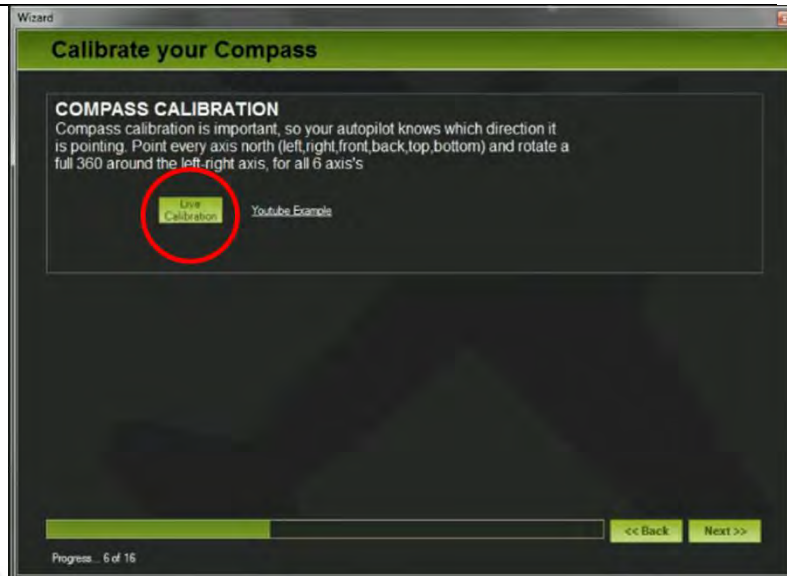 Wizard
Calibrate your Compass
COMPASS CALIBRATION
Compass calibration is important, so your autopilot knows which direction it
is pointing. Point every axis north (left,right,front,back,top,bottom) and rotate a
full 360 around the left-right axis, for all 6 axis's
Live
Calibration
Youtube Example
<< Back
Next >>
Progress... 6 of 16